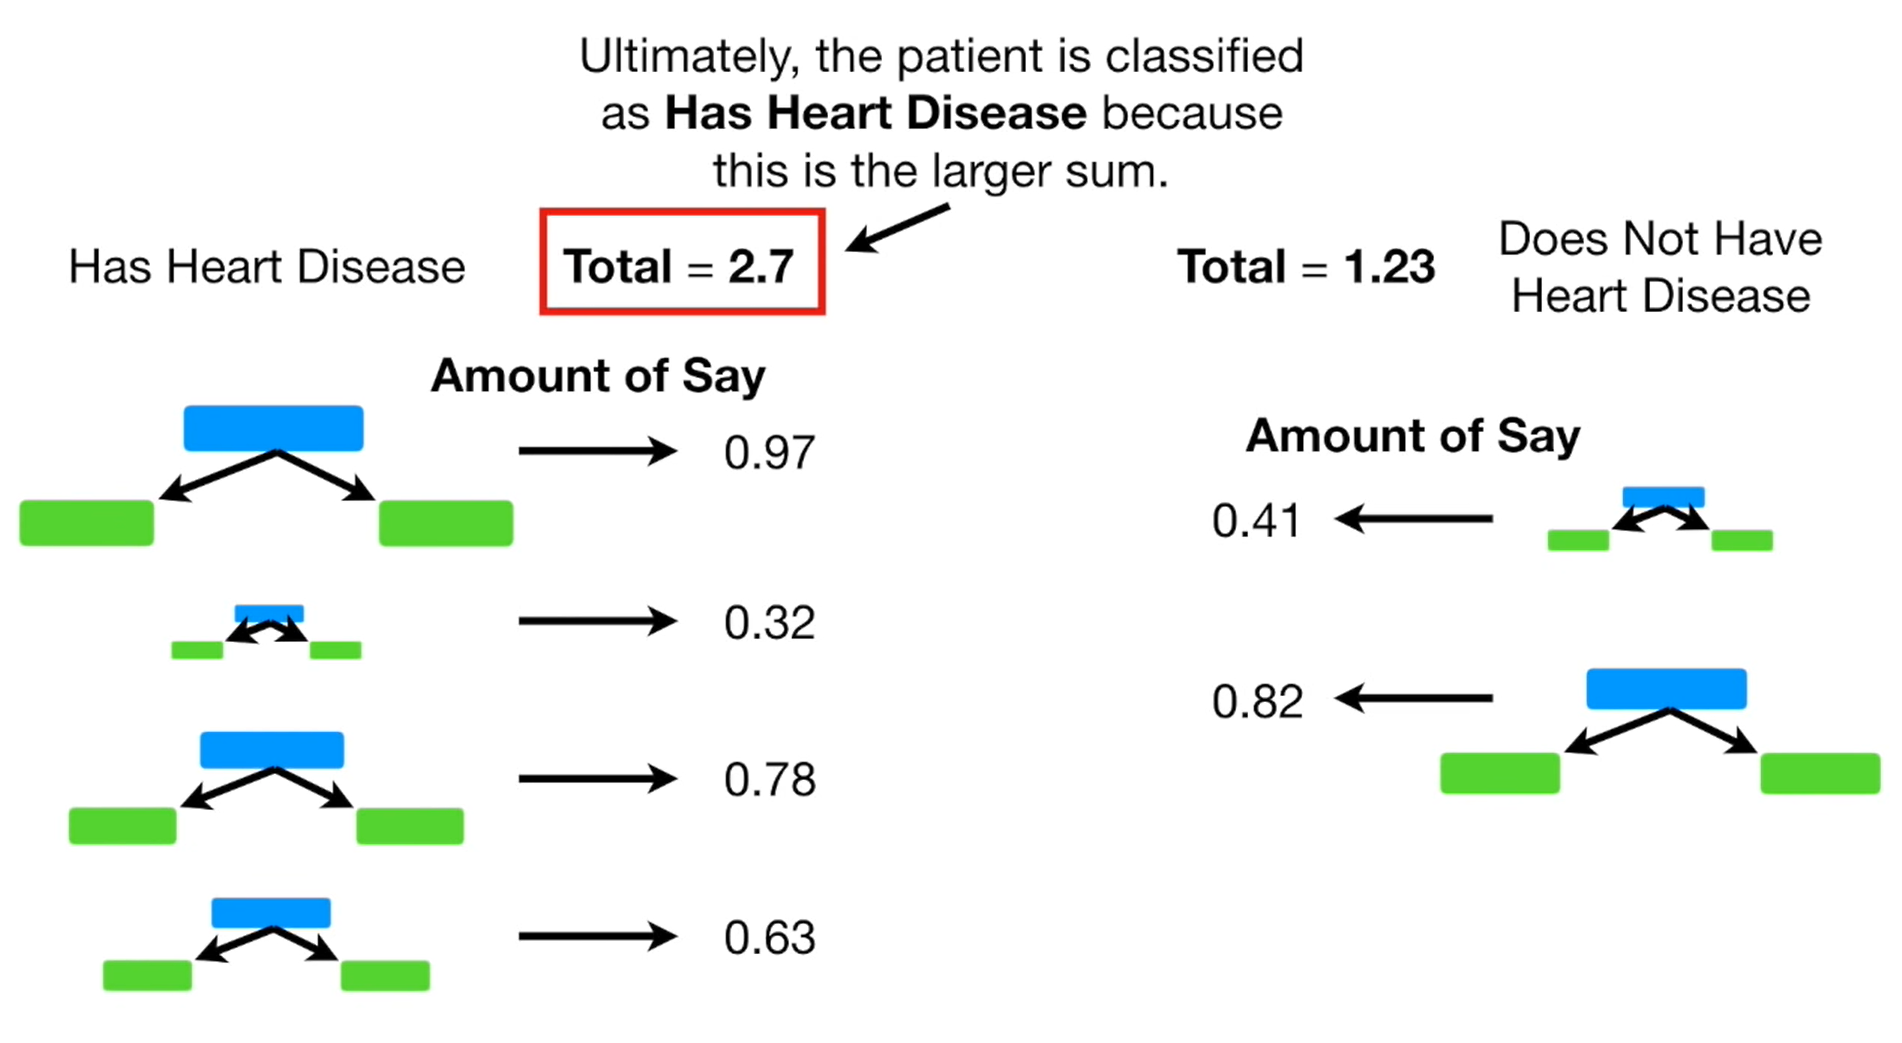 Ultimately, the patient is classified
as Has Heart Disease because
this is the larger sum.
Has Heart Disease
Total = 2.7
Total = 1.23
Does Not Have
Heart Disease
Amount of Say
0.97
0.32
0.78
0.63
Amount of Say
0.41
0.82